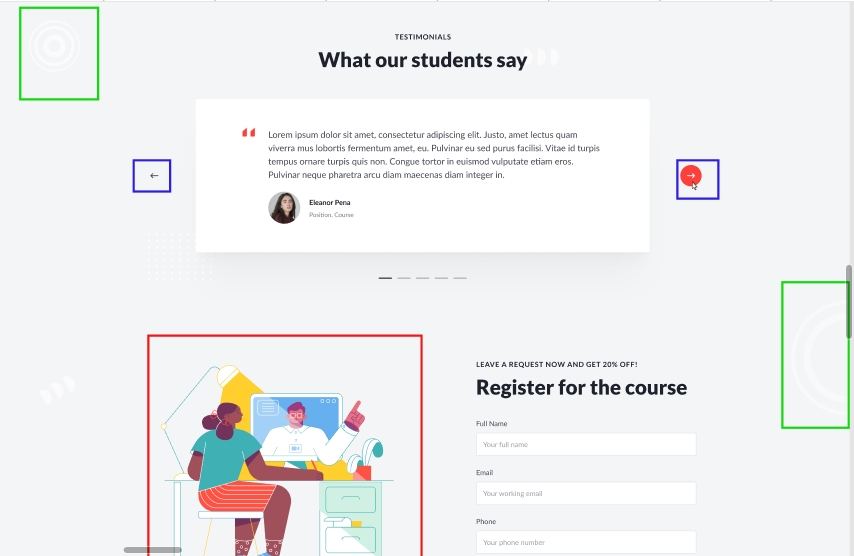 TESTIMONIALS
What our students say
Lorem ipsum dolor sit amet, consectetur adipiscing elit. Justo, amet lectus quam
viverra mus lobortis fermentum amet, eu. Pulvinar eu sed purus facilisi. Vitae id turpis
tempus ornare turpis quis non. Congue tortor in euismod vulputate etiam eros.
Pulvinar neque pharetra arcu diam maecenas diam integer in.
Eleanor Pena
Position, Course
LEAVE A REQUEST NOW AND GET 20% OFF!
Register for the course
Full Name
Your full name
Email
Your working email
Phone
Your phone number